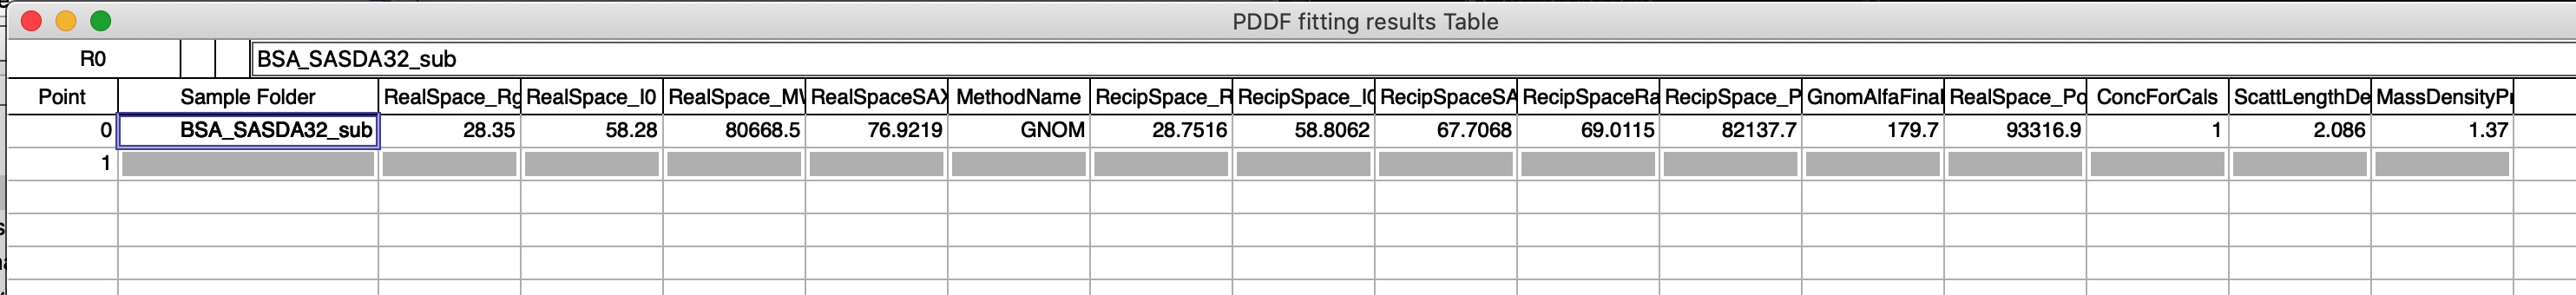 PDDF fitting results Table
R0 BSA_SASDA32_sub
Point Sample Folder RealSpace_Rg RealSpace_I0 RealSpace_MW RealSpaceSAX MethodName RecipSpace_R RecipSpace_I0 RecipSpaceSA RecipSpaceRa RecipSpace_P GnomAlfaFinal RealSpace_Po ConcForCals ScattLengthDe MassDensityPr
0 BSA_SASDA32_sub 28.35 58.28 80668.5 76.9219 GNOM 28.7516 58.8062 67.7068 69.0115 82137.7 179.7 93316.9 1 2.086 1.37
1